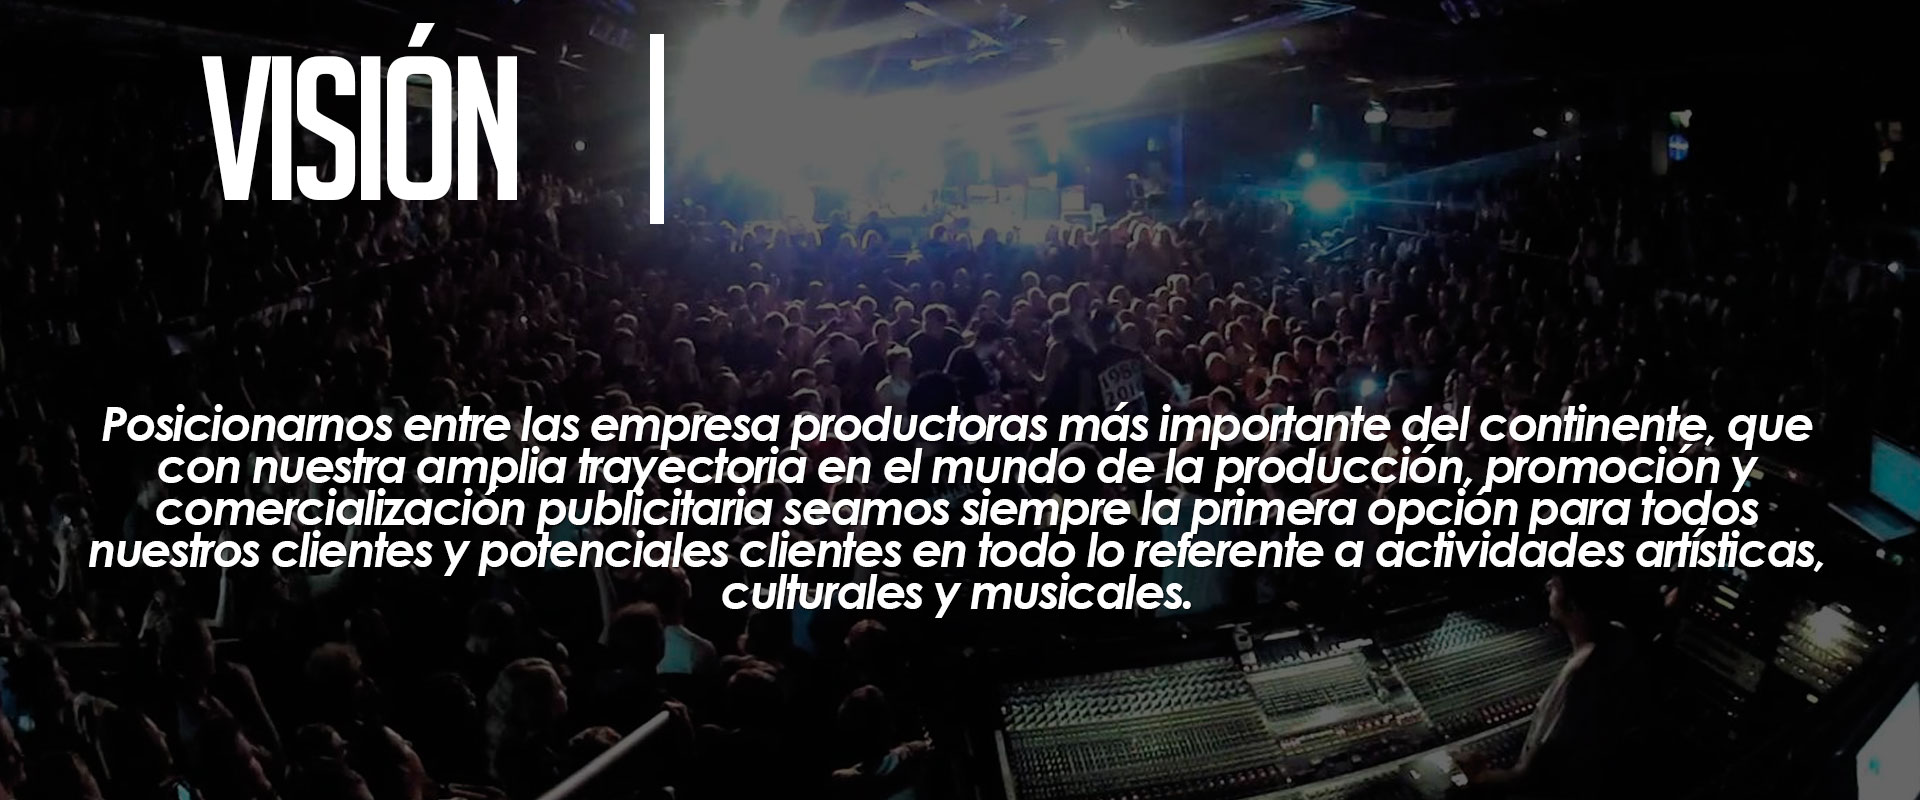 VISIÓN
Posicionarnos entre las empresa productoras más importante del continente, que
con nuestra amplia trayectoria en el mundo de la producción, promoción y
comercialización publicitaria seamos siempre la primera opción para todos
nuestros clientes y potenciales clientes en todo lo referente a actividades artísticas,
culturales y musicales.